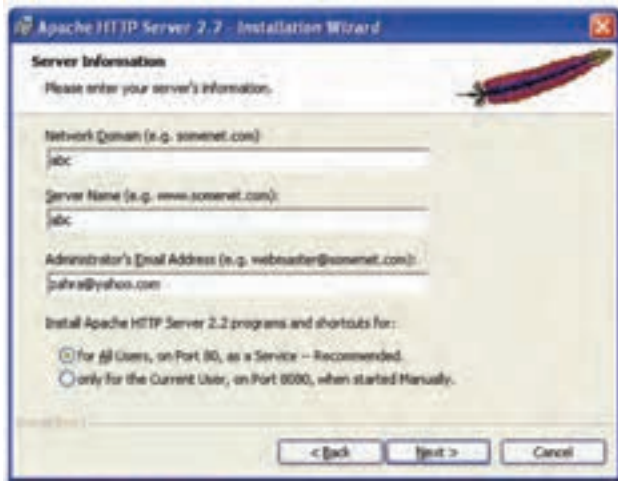 Apache HTTP Server 2.2 - Installation Wizard
Server Information
Please enter your server's information.
Network Domain (e.g. somenet.com)
abc
Server Name (e.g. www.somenet.com):
abc
Administrator's Email Address (e.g. webmaster@somenet.com):
zahra@yahoo.com
Install Apache HTTP Server 2.2 programs and shortcuts for:
for All Users, on Port 80, as a Service -- Recommended.
only for the Current User, on Port 8080, when started Manually.
< Back
Next >
Cancel